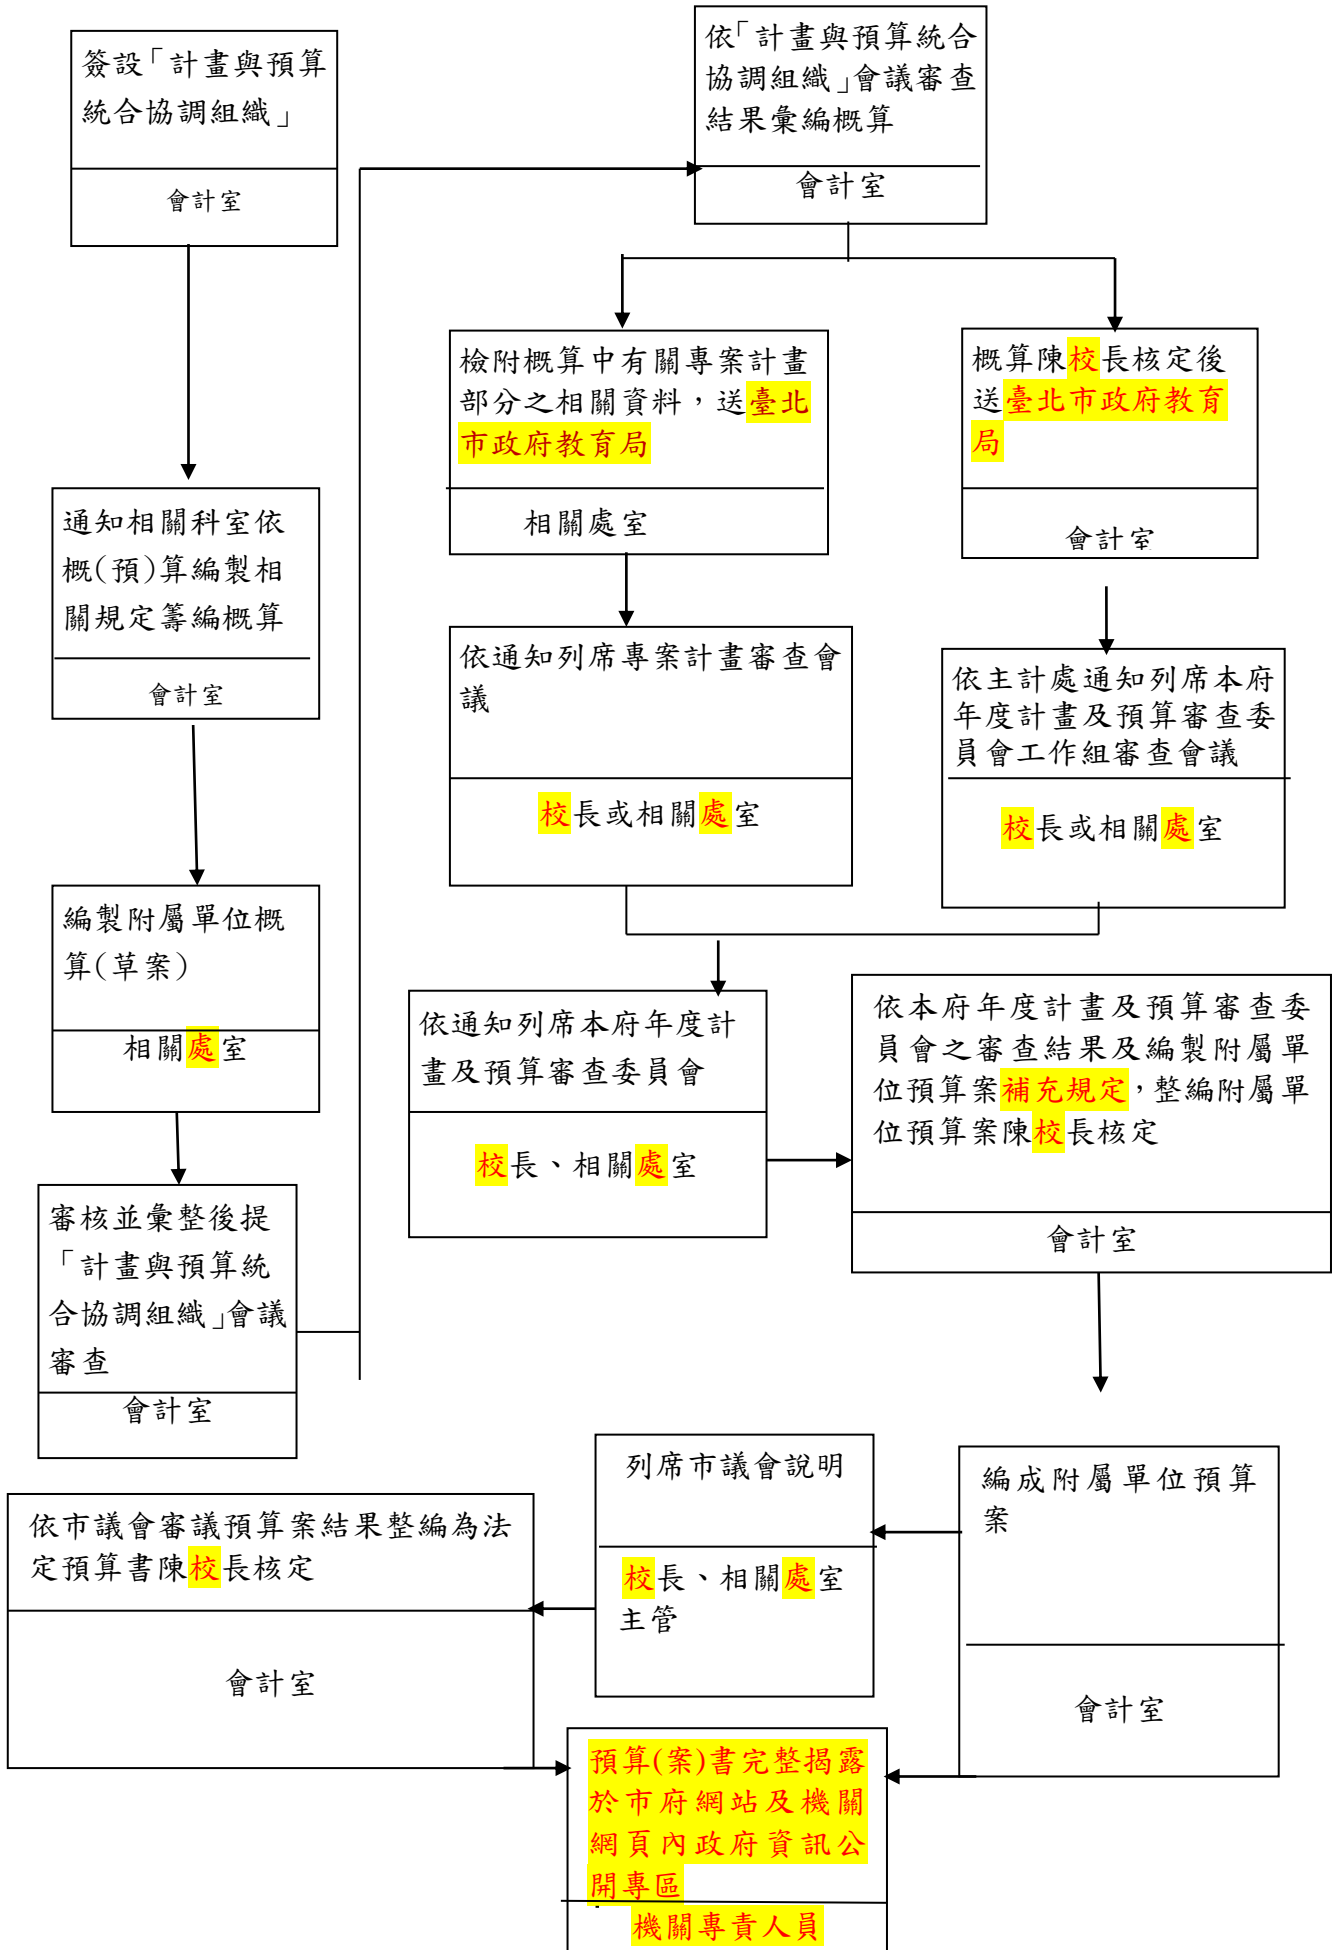 簽設「計畫與預算
統合協調組織」
會計室
通知相關科室依
概(預)算編製相
關規定籌編概算
會計室
編製附屬單位概
算(草案)
相關處室
審核並彙整後提
「計畫與預算統
合協調組織」會議
審查
會計室
依「計畫與預算統合
協調組織」會議審查
結果彙編概算
會計室
檢附概算中有關專案計畫
部分之相關資料，送臺北
市政府教育局
相關處室
概算陳校長核定後
送臺北市政府教育
局
會計室
依通知列席專案計畫審查會
議
校長或相關處室
依主計處通知列席本府
年度計畫及預算審查委
員會工作組審查會議
校長或相關處室
依通知列席本府年度計
畫及預算審查委員會
校長、相關處室
依本府年度計畫及預算審查委
員會之審查結果及編製附屬單
位預算案補充規定，整編附屬單
位預算案陳校長核定
會計室
編成附屬單位預算
案
會計室
列席市議會說明
校長、相關處室
主管
依市議會審議預算案結果整編為法
定預算書陳校長核定
會計室
預算(案)書完整揭露
於市府網站及機關
網頁內政府資訊公
開專區
機關專責人員